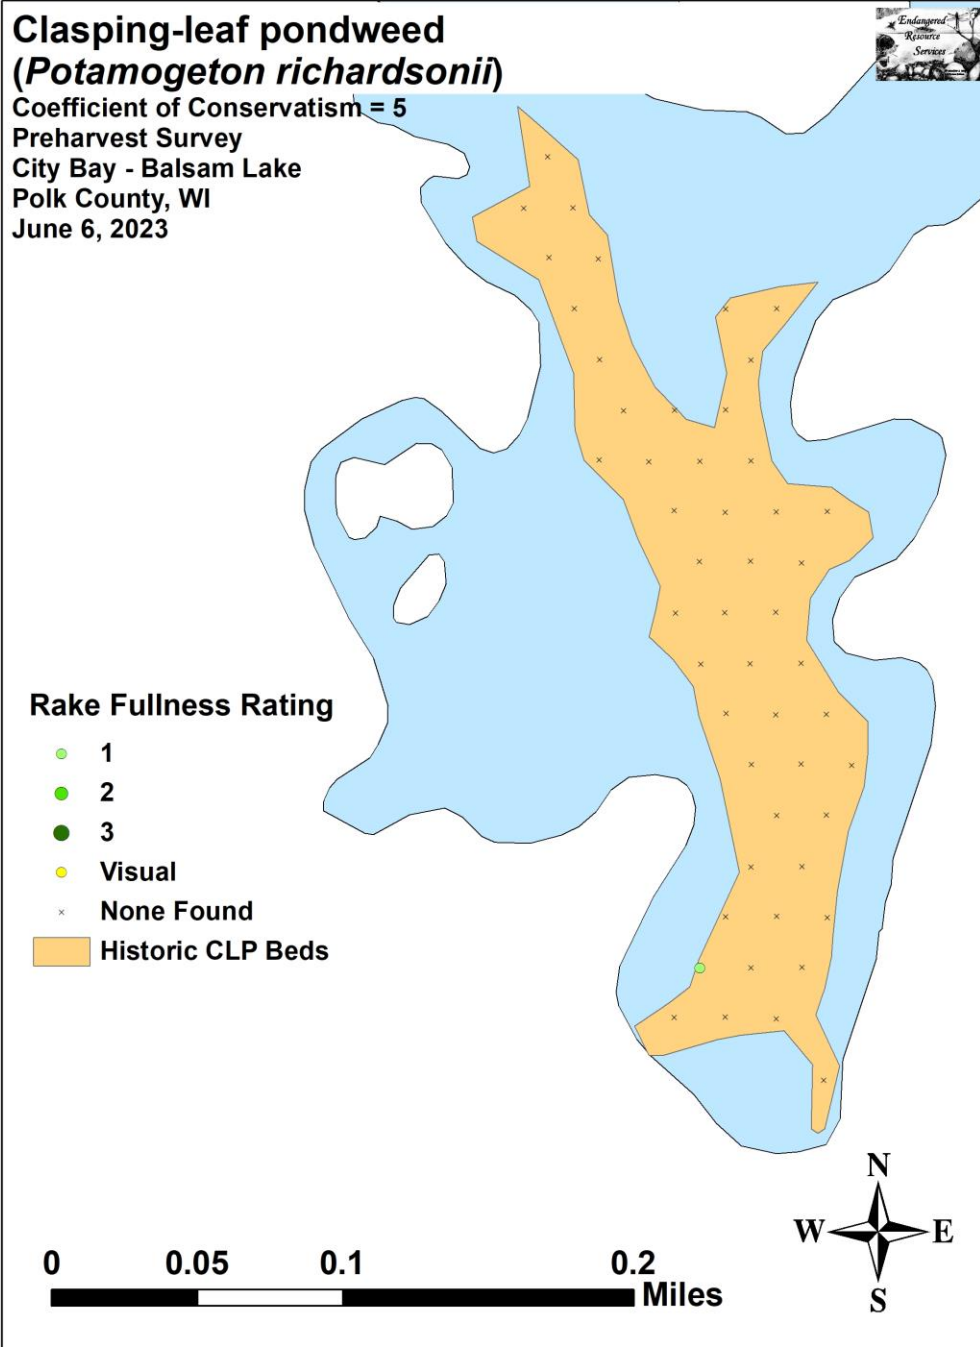 Clasping-leaf pondweed
(Potamogeton richardsonii)
Coefficient of Conservatism = 5
Preharvest Survey
City Bay - Balsam Lake
Polk County, WI
June 6, 2023
Endangered
Resource
Services
Rake Fullness Rating
1
2
3
Visual
None Found
Historic CLP Beds
N
W E
S
0 0.05 0.1 0.2
Miles